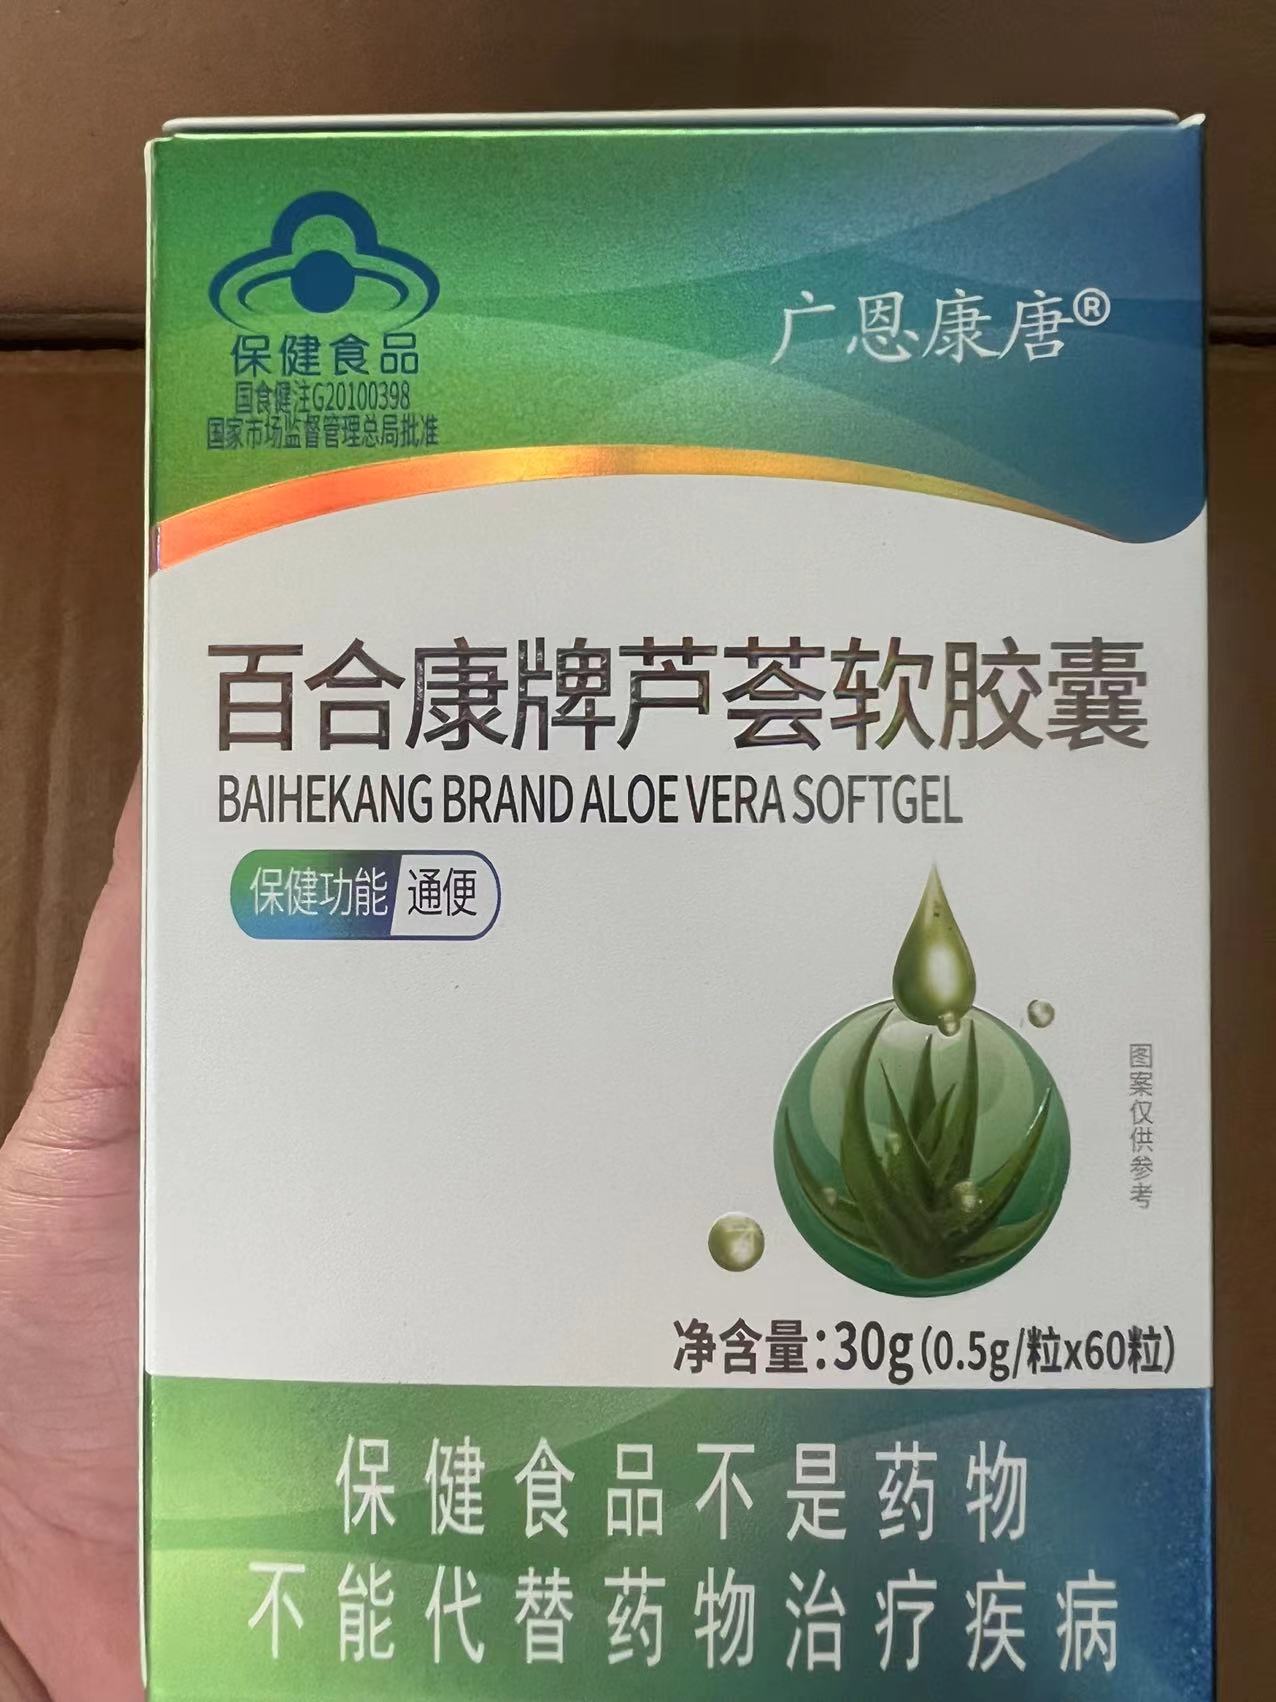 保健食品
国食健注G20100398
国家市场监督管理总局批准
广恩康唐®
百合康牌芦荟软胶囊
BAIHEKANG BRAND ALOE VERA SOFTGEL
保健功能 通便
图案仅供参考
净含量:30g(0.5g/粒x60粒)
保健食品不是药物
不能代替药物治疗疾病